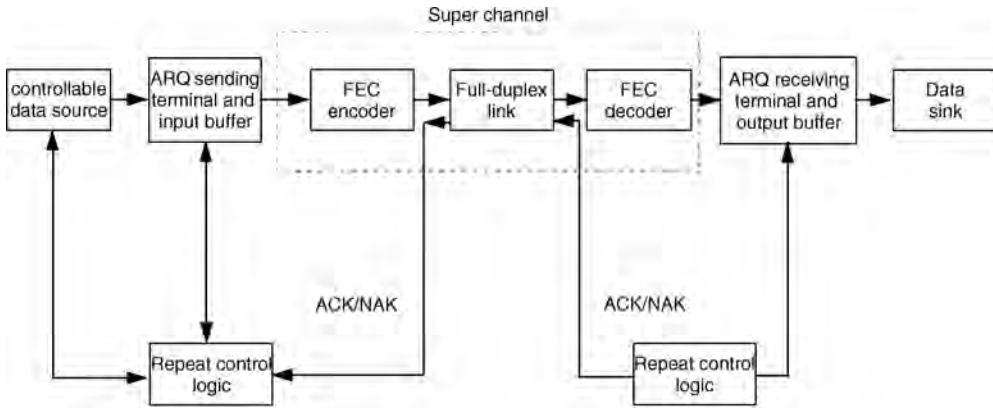 Super channel
controllable
data source
ARQ sending
terminal and
input buffer
FEC
encoder
Full-duplex
link
FEC
decoder
ARQ receiving
terminal and
output buffer
Data
sink
ACK/NAK
ACK/NAK
Repeat control
logic
Repeat control
logic